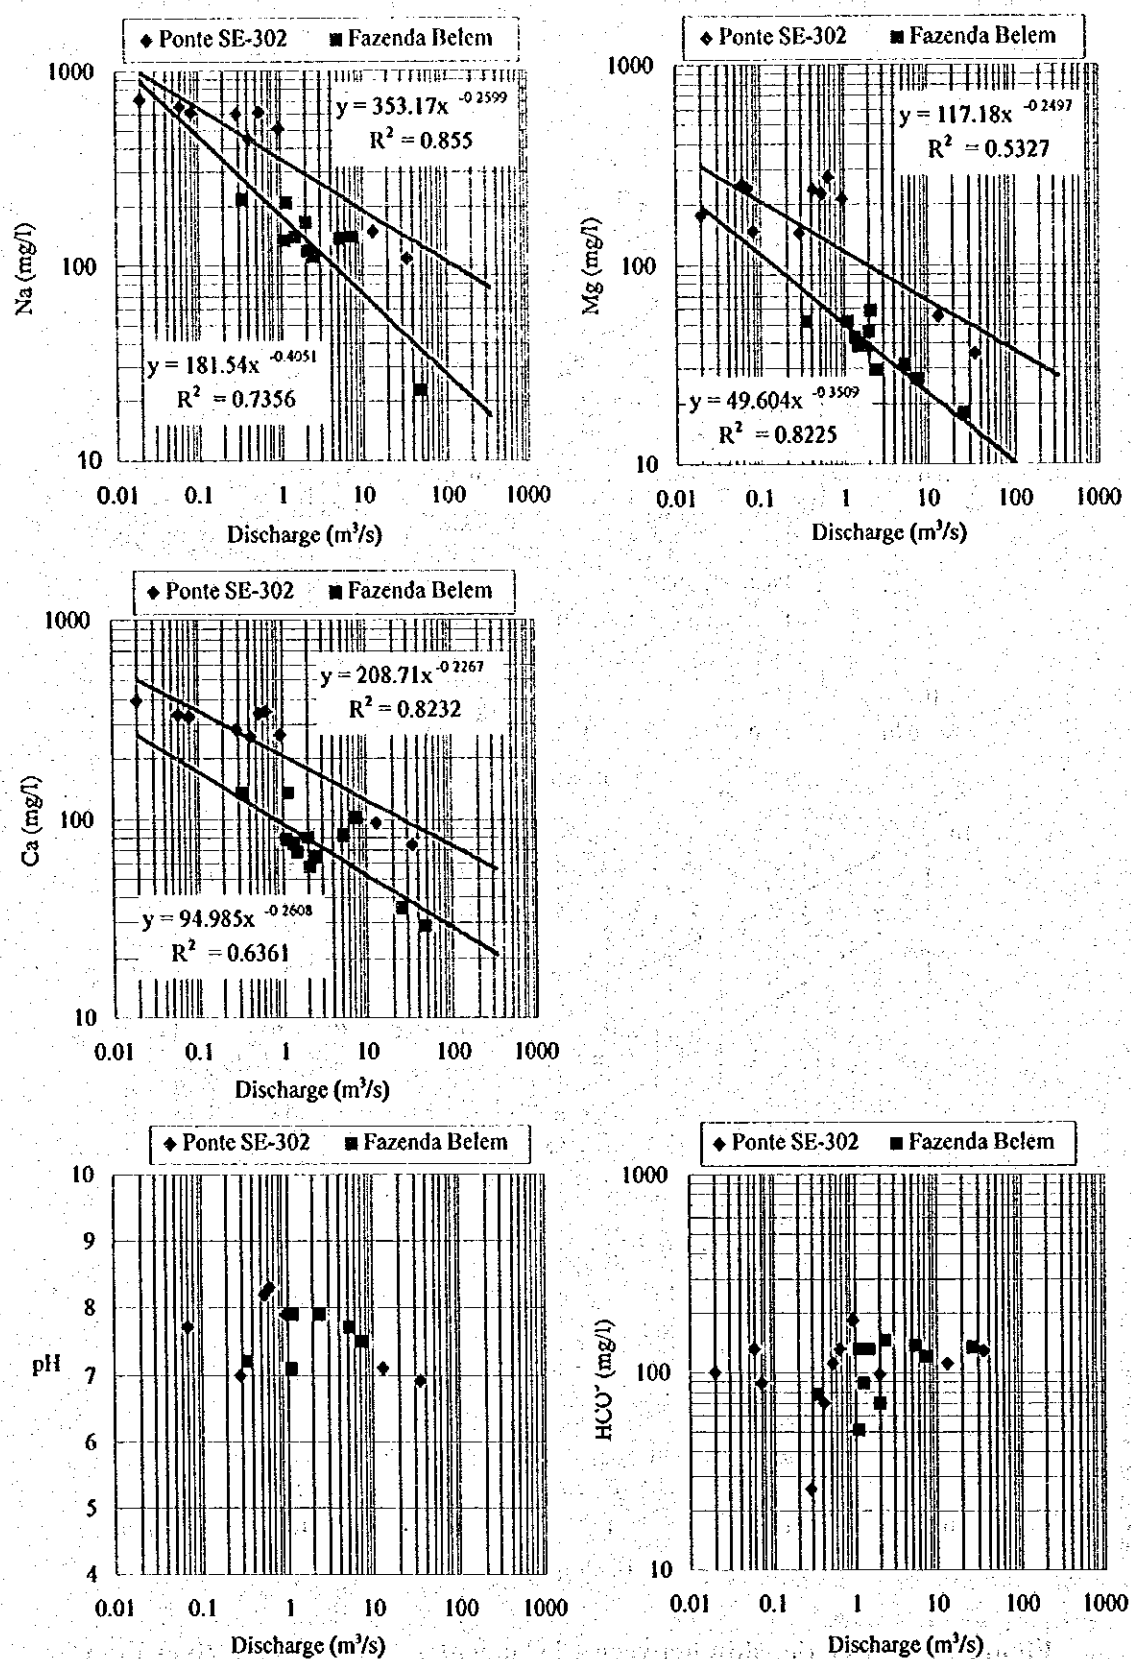 ◆ Ponte SE-302 ■ Fazenda Belem
1000
100
10
Na (mg/l)
y = 353.17x -0.2599
R² = 0.855
y = 181.54x -0.4051
R² = 0.7356
0.01 0.1 1 10 100 1000
Discharge (m³/s)
◆ Ponte SE-302 ■ Fazenda Belem
1000
100
10
Mg (mg/l)
y = 117.18x -0.2497
R² = 0.5327
y = 49.604x -0.3509
R² = 0.8225
0.01 0.1 1 10 100 1000
Discharge (m³/s)
◆ Ponte SE-302 ■ Fazenda Belem
1000
100
10
Ca (mg/l)
y = 208.71x -0.2267
R² = 0.8232
y = 94.985x -0.2608
R² = 0.6361
0.01 0.1 1 10 100 1000
Discharge (m³/s)
◆ Ponte SE-302 ■ Fazenda Belem
10
9
8
7
6
5
4
pH
0.01 0.1 1 10 100 1000
Discharge (m³/s)
◆ Ponte SE-302 ■ Fazenda Belem
1000
100
10
(mg/l)
0.01 0.1 1 10 100 1000
Discharge (m³/s)